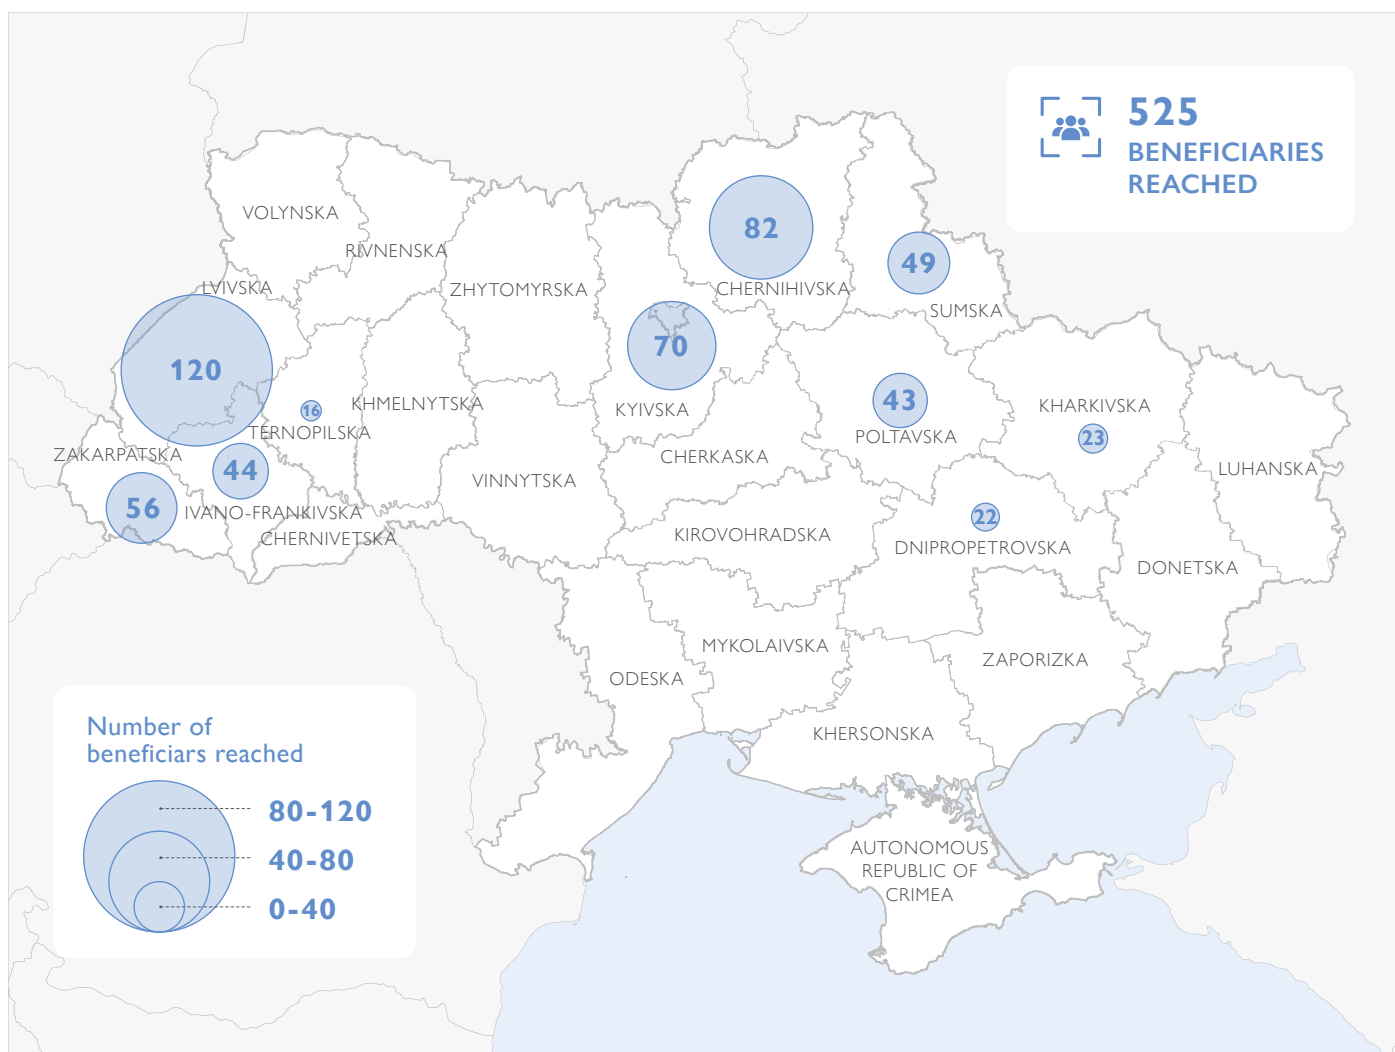 525
BENEFICIARIES
REACHED
VOLYNSKA
82
RIVNENSKA
49
LVIVSKA
ZHYTOMYRSKA
CHERNIHIVSKA
SUMSKA
70
120
43
16
KHMELNYTSKA
KYIVSKA
KHARKIVSKA
23
TERNOPILSKA
POLTAVSKA
ZAKARPATSKA
CHERKASKA
44
LUHANSKA
VINNYTSKA
56
IVANO-FRANKIVSKA
22
CHERNIVETSKA
KIROVOHRADSKA
DNIPROPETROVSKA
DONETSKA
MYKOLAIVSKA
ZAPORIZKA
ODESKA
KHERSONSKA
AUTONOMOUS
REPUBLIC OF
CRIMEA
Number of
beneficiars reached
80-120
40-80
0-40